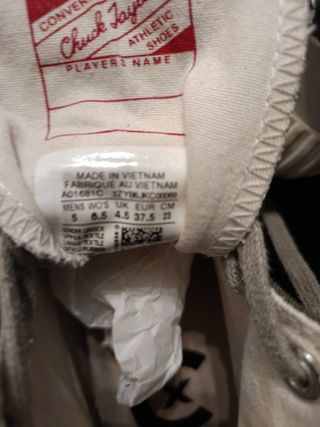 CONVERSE
Chuck Taylor
ATHLETIC
SHOES
PLAYERS NAME
MADE IN VIETNAM
FABRIQUE AU VIETNAM
A01681C
MENS WO'S UK EUR CM
5 6.5 4.5 37.5 23